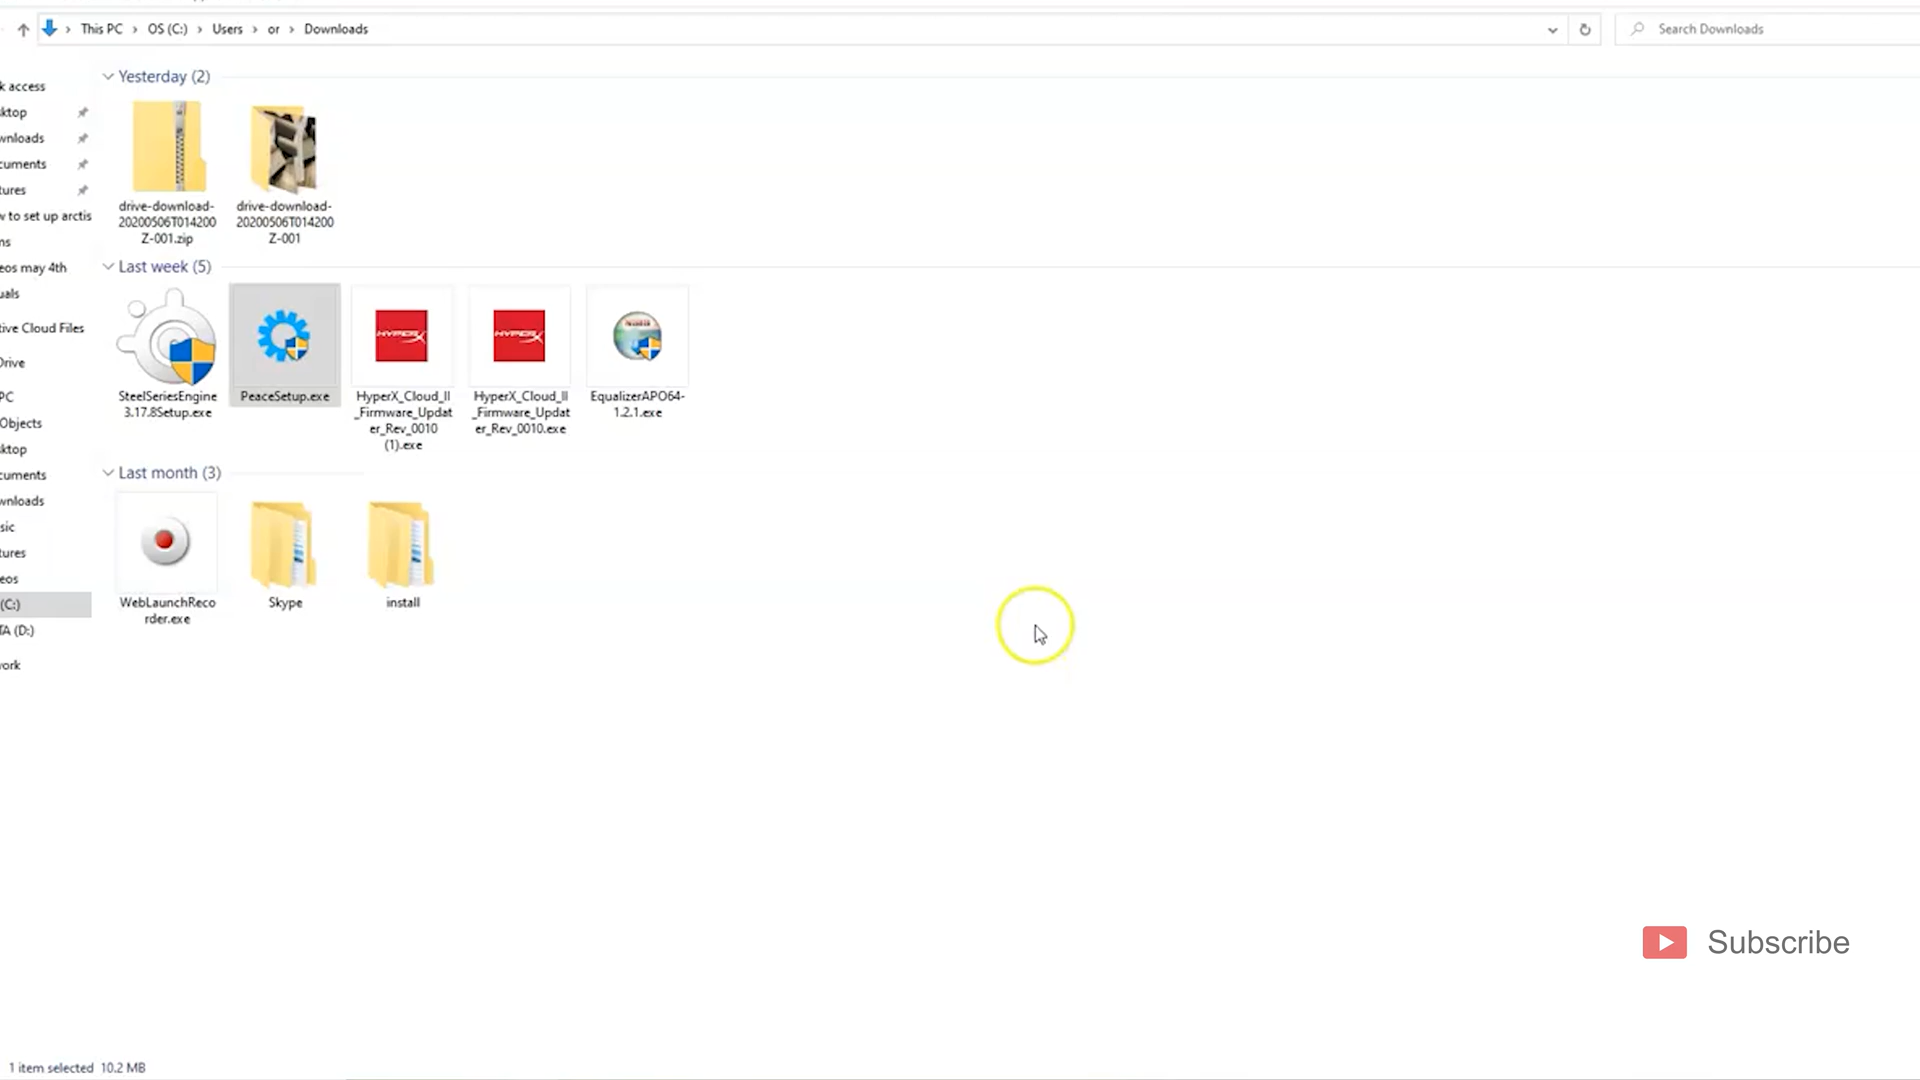 This PC > OS (C:) > Users > or > Downloads
Search Downloads
k access
ktop
wnloads
cuments
tures
w to set up arctis
ns
eos may 4th
uals
tive Cloud Files
Drive
PC
Objects
ktop
cuments
wnloads
sic
tures
eos
(C:)
TA (D:)
work
Yesterday (2)
drive-download-
20200506T014200
Z-001.zip
drive-download-
20200506T014200
Z-001
Last week (5)
SteelSeriesEngine
3.17.8Setup.exe
PeaceSetup.exe
HYPERX
HyperX_Cloud_II
_Firmware_Updat
er_Rev_0010
(1).exe
HYPERX
HyperX_Cloud_II
_Firmware_Updat
er_Rev_0010.exe
EqualizerAPO64-
1.2.1.exe
Last month (3)
WebLaunchReco
rder.exe
Skype
install
Subscribe
1 item selected 10.2 MB